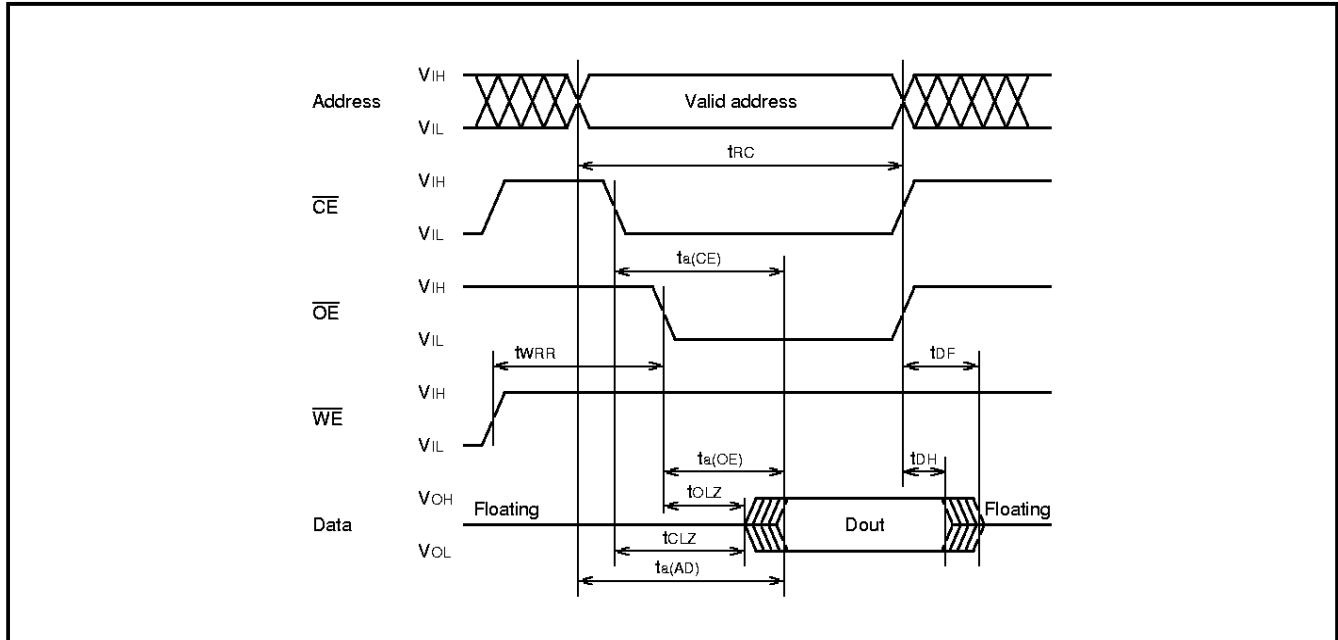 VIH
Address
Valid address
VIL
tRC
VIH
CE
VIL
ta(CE)
VIH
OE
VIL
tWRR
tDF
VIH
WE
VIL
ta(OE)
tDH
VOH
tOLZ
Floating
Data
Dout
Floating
VOL
tCLZ
ta(AD)